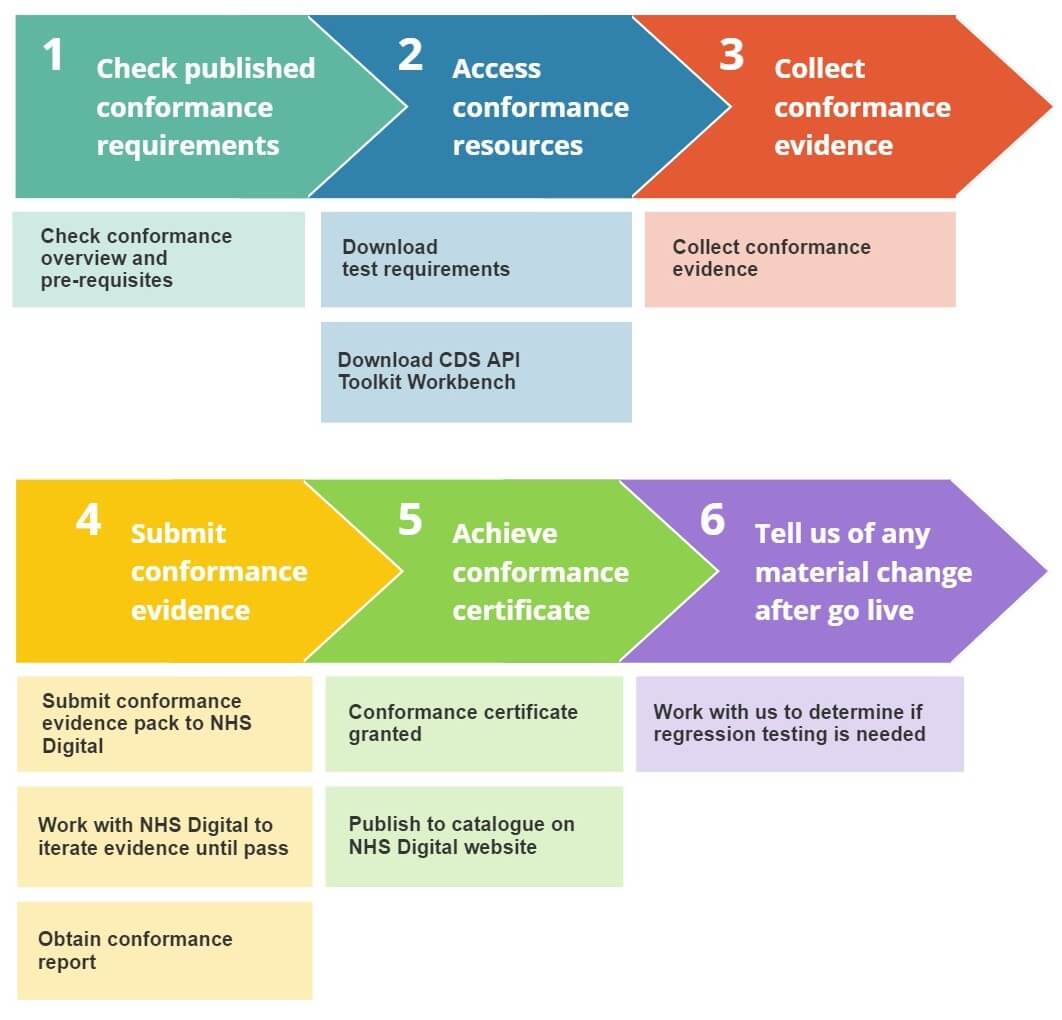 1
Check published
conformance
requirements
2
Access
conformance
resources
3
Collect
conformance
evidence
Check conformance
overview and
pre-requisites
Download
test requirements
Download CDS API
Toolkit Workbench
Collect conformance
evidence
4
Submit
conformance
evidence
5
Achieve
conformance
certificate
6
Tell us of any
material change
after go live
Submit conformance
evidence pack to NHS
Digital
Work with NHS Digital to
iterate evidence until pass
Obtain conformance
report
Conformance certificate
granted
Publish to catalogue on
NHS Digital website
Work with us to determine if
regression testing is needed